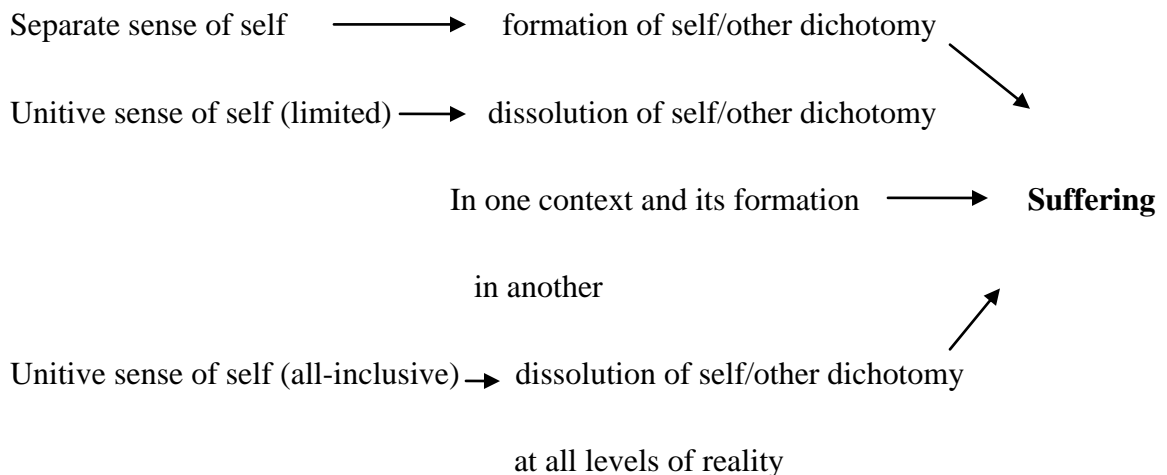 Separate sense of self formation of self/other dichotomy
Unitive sense of self (limited) dissolution of self/other dichotomy
In one context and its formation Suffering
in another
Unitive sense of self (all-inclusive) dissolution of self/other dichotomy
at all levels of reality